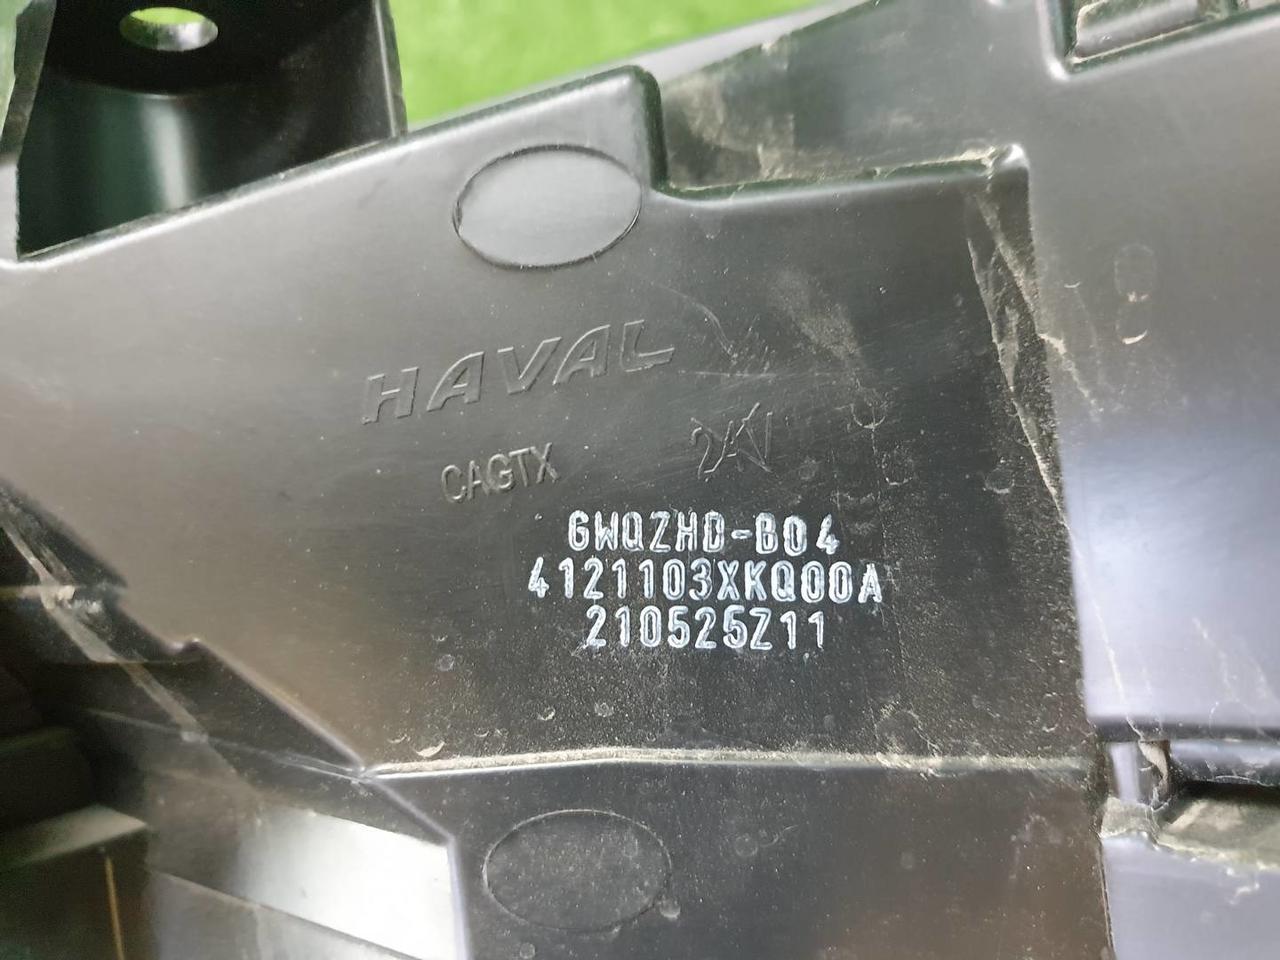 HAVAL
CAGTX
GWQZHD-B04
4121103XKQ00A
210525Z11